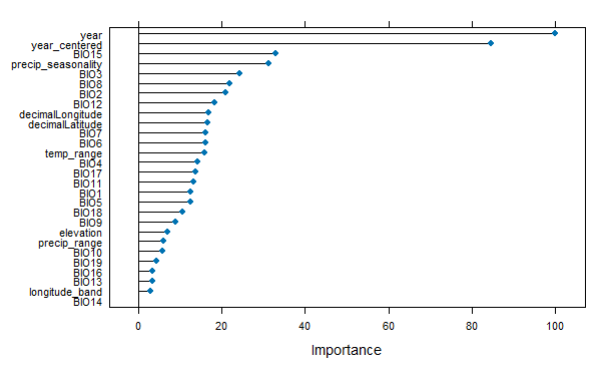 year
year_centered
BIO15
precip_seasonality
BIO3
BIO8
BIO2
BIO12
decimalLongitude
decimalLatitude
BIO7
BIO6
temp_range
BIO4
BIO17
BIO11
BIO1
BIO5
BIO18
BIO9
elevation
precip_range
BIO10
BIO19
BIO16
BIO13
longitude_band
BIO14
0 20 40 60 80 100
Importance